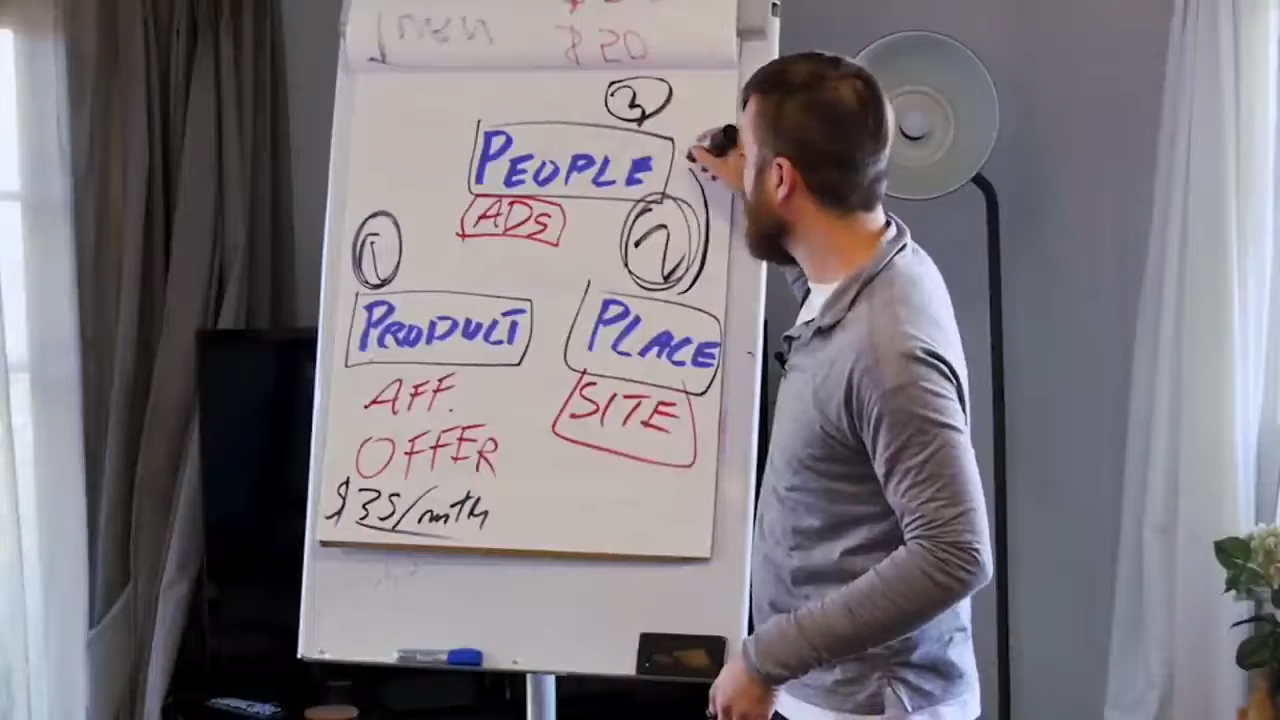 $20
3
PEOPLE
ADS
1
2
PRODUCT
PLACE
AFF.
SITE
OFFER
$35/mth